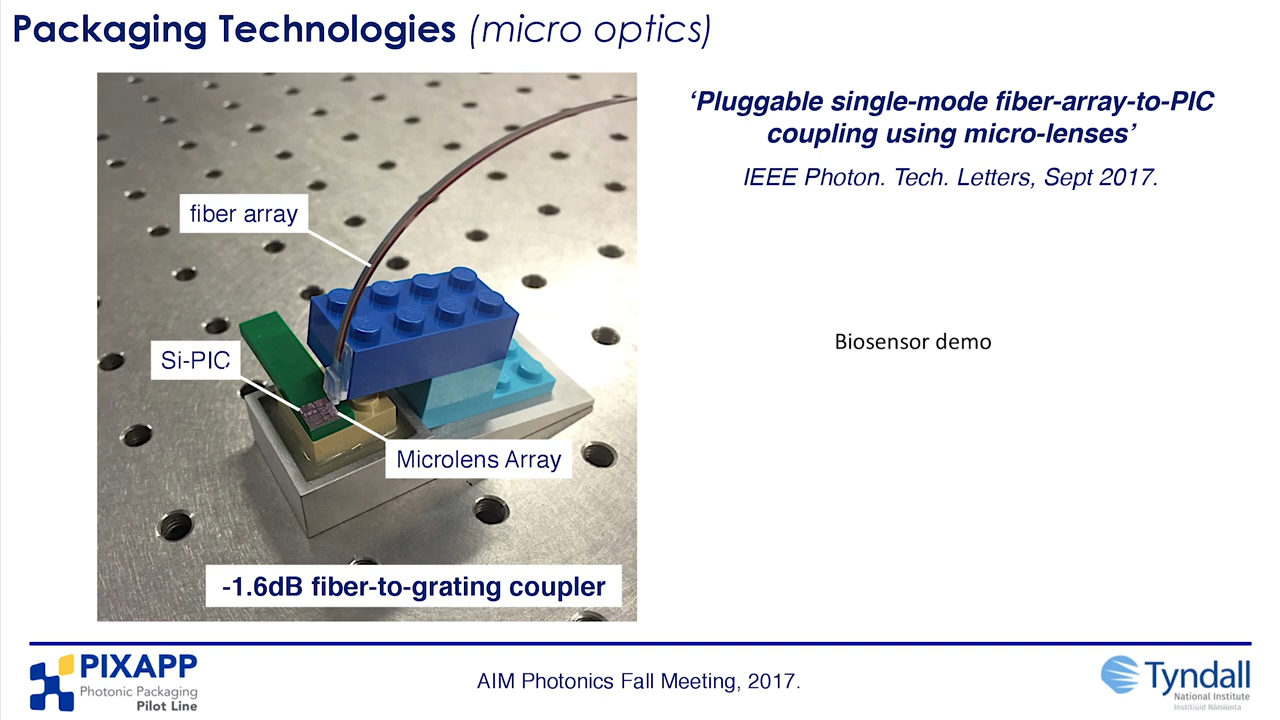 Packaging Technologies (micro optics)
‘Pluggable single-mode fiber-array-to-PIC
coupling using micro-lenses’
IEEE Photon. Tech. Letters, Sept 2017.
fiber array
Si-PIC
Biosensor demo
Microlens Array
-1.6dB fiber-to-grating coupler
PIXAPP
Photonic Packaging
Pilot Line
AIM Photonics Fall Meeting, 2017.
Tyndall
National Institute
Institiúid Náisiúnta